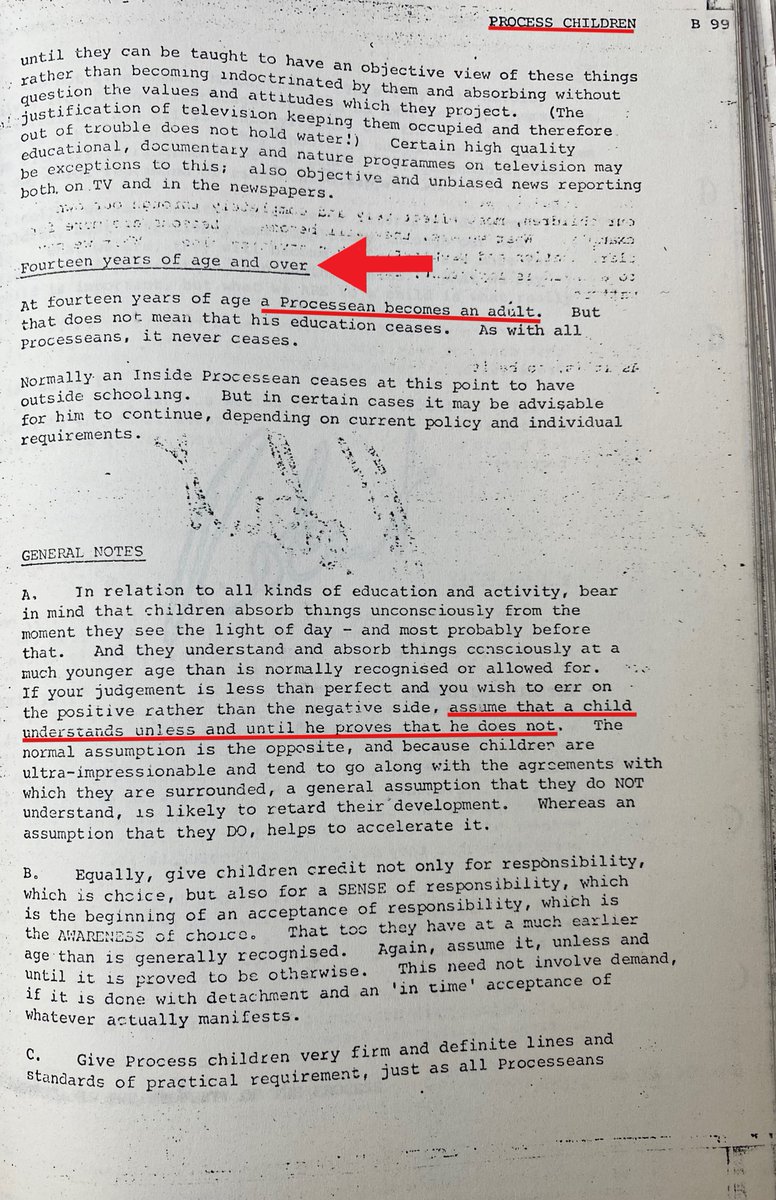 PROCESS CHILDREN B 99
until they can be taught to have an objective view of these things
rather than becoming indoctrinated by them and absorbing without
question the values and attitudes which they project. (The
justification of television keeping them occupied and therefore
out of trouble does not hold water!) Certain high quality
educational, documentary and nature programmes on television may
be exceptions to this; also objective and unbiased news reporting
both on TV and in the newspapers.
Fourteen years of age and over
At fourteen years of age a Processean becomes an adult. But
that does not mean that his education ceases. As with all
Processeans, it never ceases.
Normally an Inside Processean ceases at this point to have
outside schooling. But in certain cases it may be advisable
for him to continue, depending on current policy and individual
requirements.
GENERAL NOTES
A. In relation to all kinds of education and activity, bear
in mind that children absorb things unconsciously from the
moment they see the light of day - and most probably before
that. And they understand and absorb things consciously at a
much younger age than is normally recognised or allowed for.
If your judgement is less than perfect and you wish to err on
the positive rather than the negative side, assume that a child
understands unless and until he proves that he does not. The
normal assumption is the opposite, and because children are
ultra-impressionable and tend to go along with the agreements with
which they are surrounded, a general assumption that they do NOT
understand, is likely to retard their development. Whereas an
assumption that they DO, helps to accelerate it.
B. Equally, give children credit not only for responsibility,
which is choice, but also for a SENSE of responsibility, which
is the beginning of an acceptance of responsibility, which is
the AWARENESS of choice. That too they have at a much earlier
age than is generally recognised. Again, assume it, unless and
until it is proved to be otherwise. This need not involve demand,
if it is done with detachment and an 'in time' acceptance of
whatever actually manifests.
C. Give Process children very firm and definite lines and
standards of practical requirement, just as all Processeans